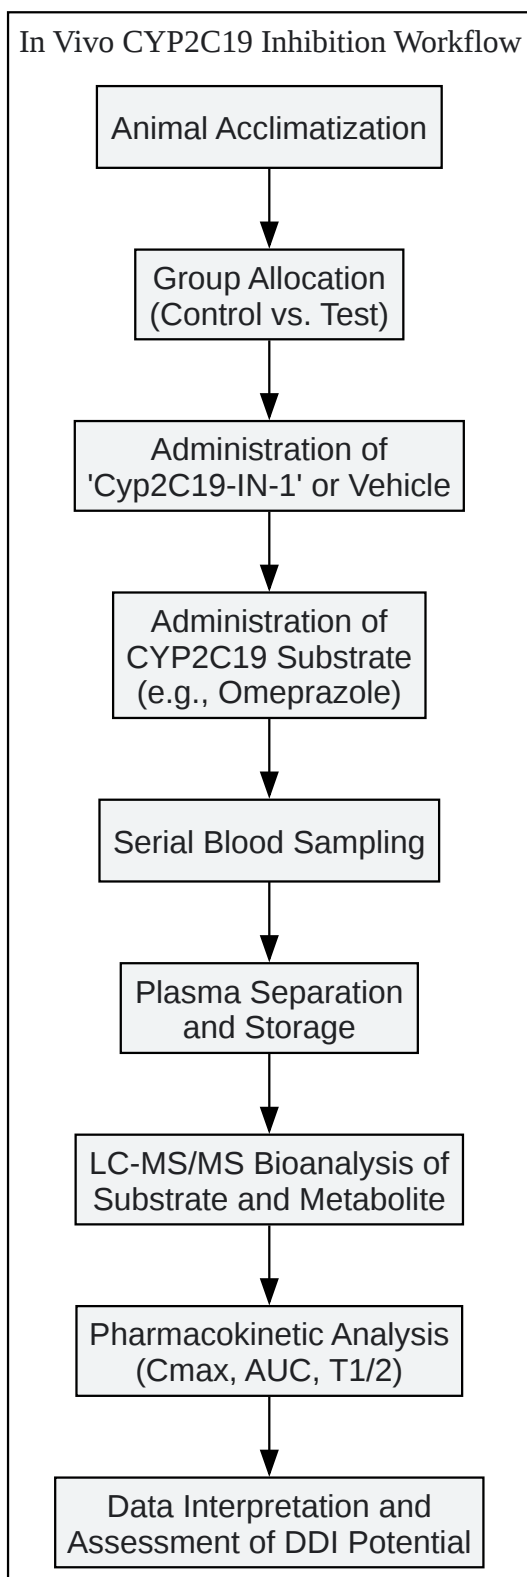 In Vivo CYP2C19 Inhibition Workflow
Animal Acclimatization
Group Allocation
(Control vs. Test)
Administration of
'Cyp2C19-IN-1' or Vehicle
Administration of
CYP2C19 Substrate
(e.g., Omeprazole)
Serial Blood Sampling
Plasma Separation
and Storage
LC-MS/MS Bioanalysis of
Substrate and Metabolite
Pharmacokinetic Analysis
(Cmax, AUC, T1/2)
Data Interpretation and
Assessment of DDI Potential